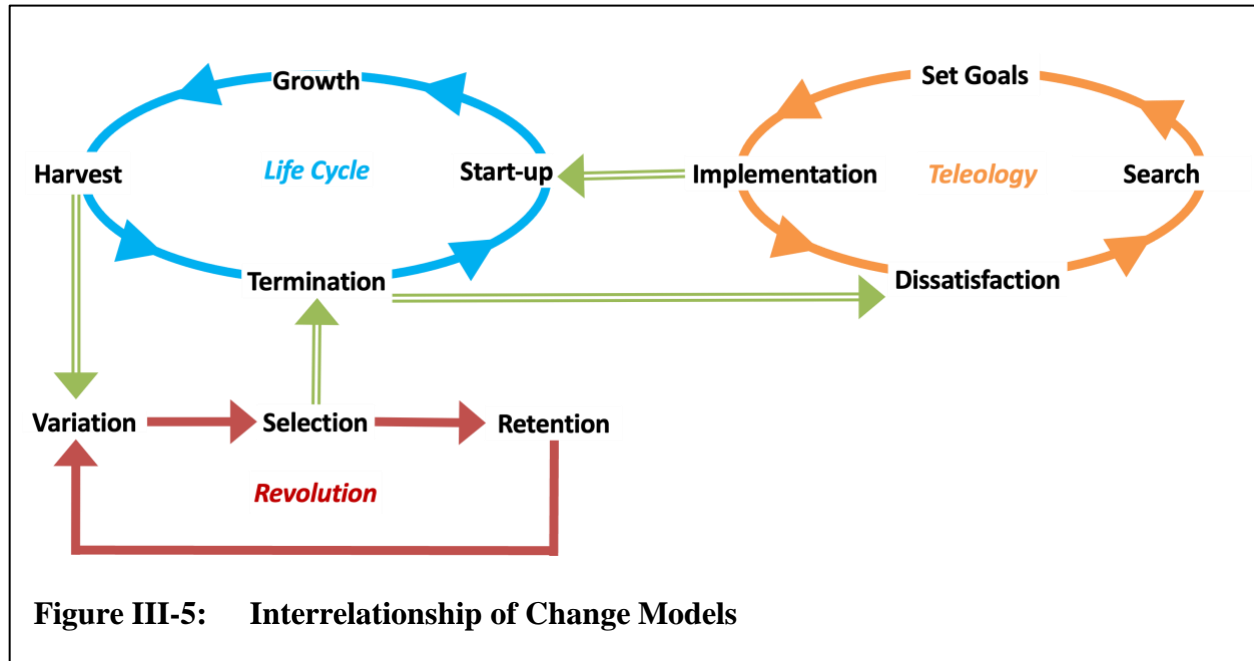 Growth
Set Goals
Harvest
Life Cycle
Start-up
Implementation
Teleology
Search
Termination
Dissatisfaction
Variation
Selection
Retention
Revolution
Figure III-5: Interrelationship of Change Models